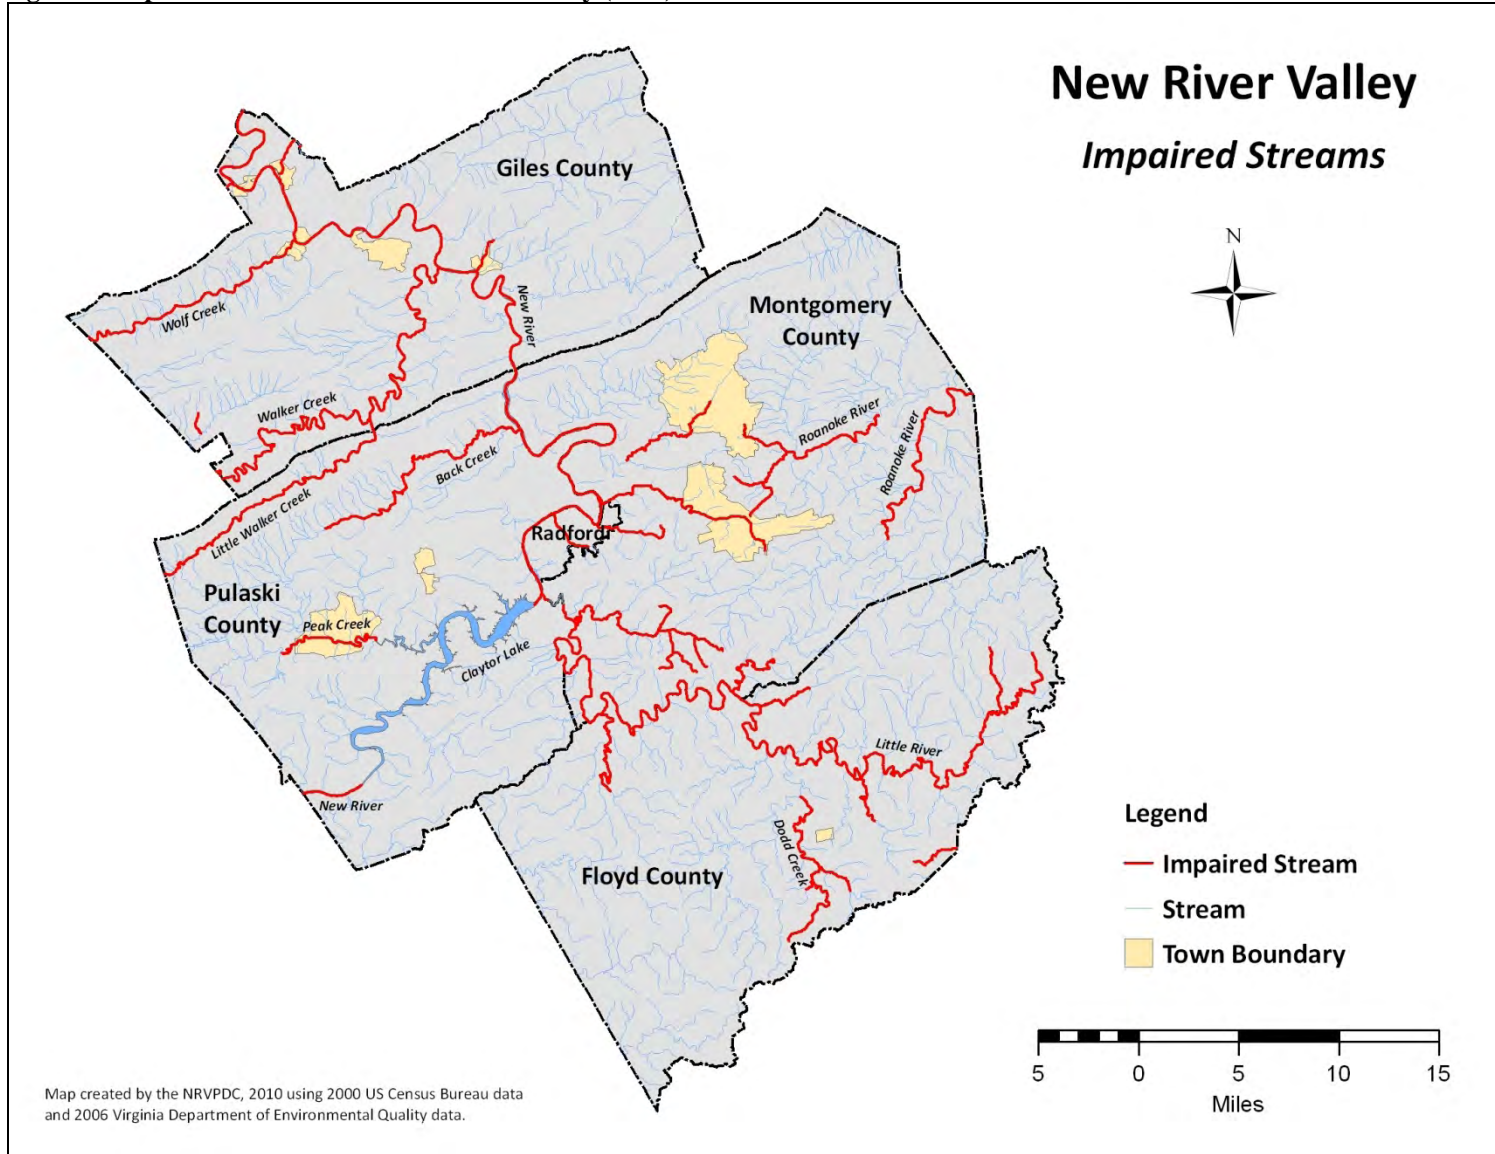 New River Valley
Impaired Streams
N
Giles County
Montgomery
County
Wolf Creek
New River
Walker Creek
Roanoke River
Roanoke River
Back Creek
Little Walker Creek
Radford
Pulaski
County
Peak Creek
Claytor Lake
Little River
New River
Dodd Creek
Floyd County
Legend
Impaired Stream
Stream
Town Boundary
5 0 5 10 15
Miles
Map created by the NRVPDC, 2010 using 2000 US Census Bureau data
and 2006 Virginia Department of Environmental Quality data.